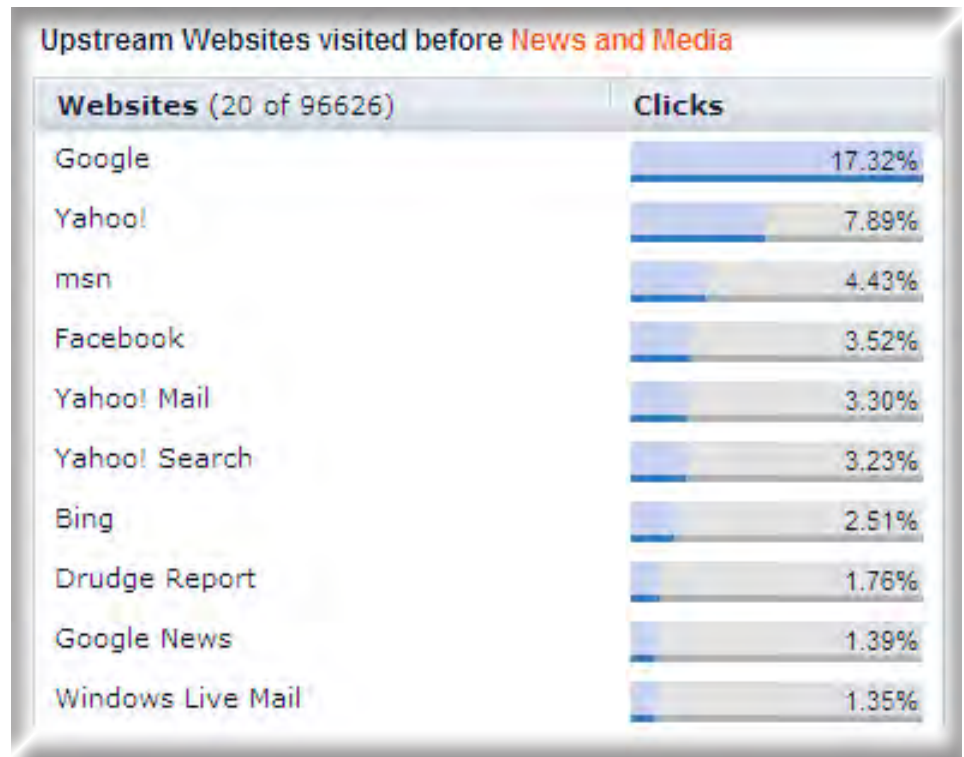 Upstream Websites visited before News and Media
Websites (20 of 96626) Clicks
Google 17.32%
Yahoo! 7.89%
msn 4.43%
Facebook 3.52%
Yahoo! Mail 3.30%
Yahoo! Search 3.23%
Bing 2.51%
Drudge Report 1.76%
Google News 1.39%
Windows Live Mail 1.35%